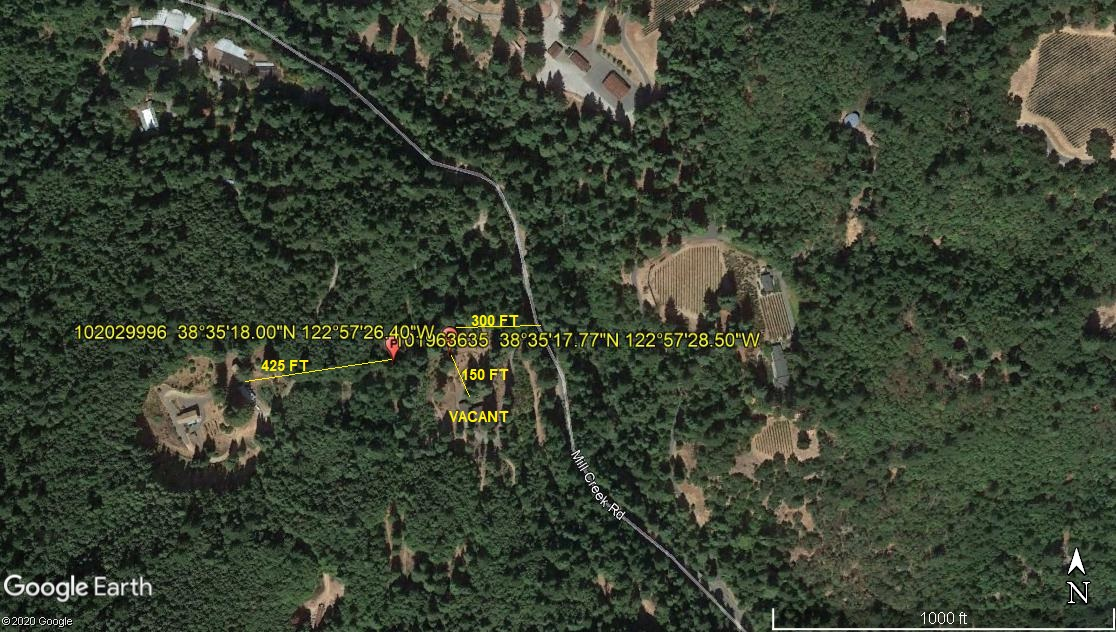 300 FT
102029996 38°35'18.00"N 122°57'26.40"W
101963635 38°35'17.77"N 122°57'28.50"W
425 FT
150 FT
VACANT
Mill Creek Rd
Google Earth
N
©2020 Google
1000 ft